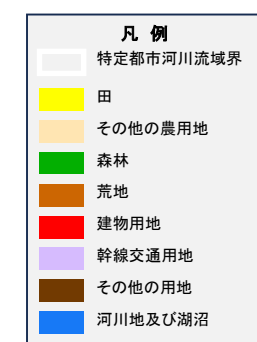 凡 例
特定都市河川流域界
田
その他の農用地
森林
荒地
建物用地
幹線交通用地
その他の用地
河川地及び湖沼